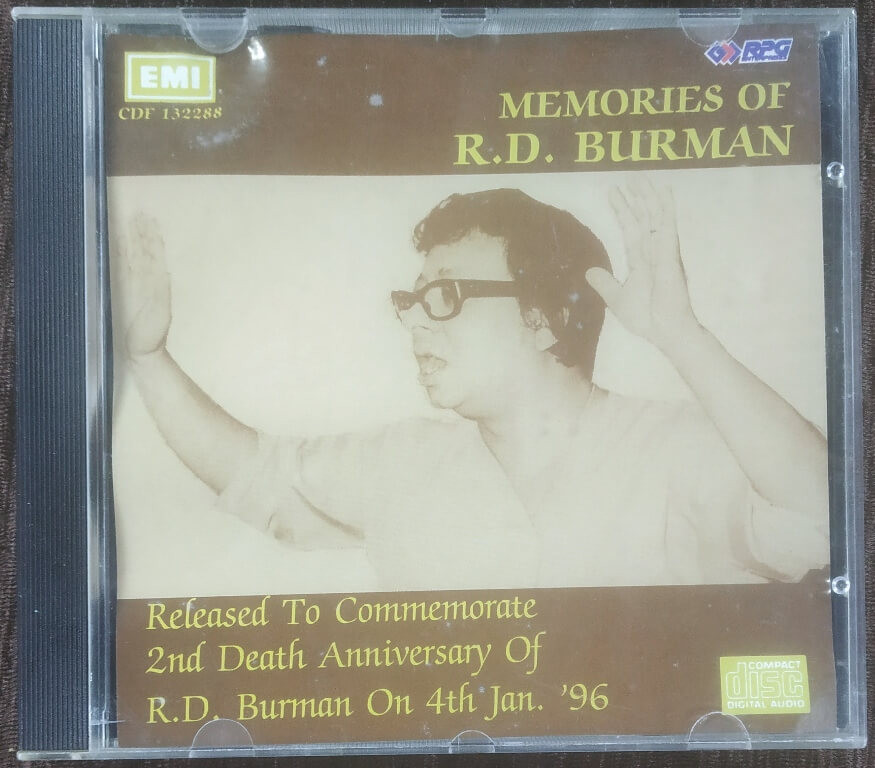 EMI
CDF 132288
RPG
MEMORIES OF
R.D. BURMAN
Released To Commemorate
2nd Death Anniversary Of
R.D. Burman On 4th Jan. '96
COMPACT
disc
DIGITAL AUDIO